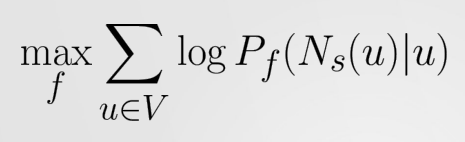 max_f ∑_{u∈V} log P_f(N_s(u)|u)